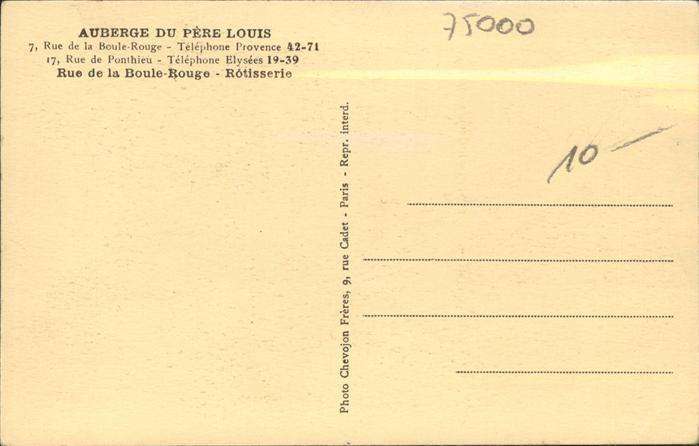 AUBERGE DU PÈRE LOUIS
7, Rue de la Boule-Rouge - Téléphone Provence 42-71
17, Rue de Ponthieu - Téléphone Elysées 19-39
Rue de la Boule-Rouge - Rôtisserie
75000
10 —
Photo Chevojon Frères, 9, rue Cadet - Paris - Repr. interd.